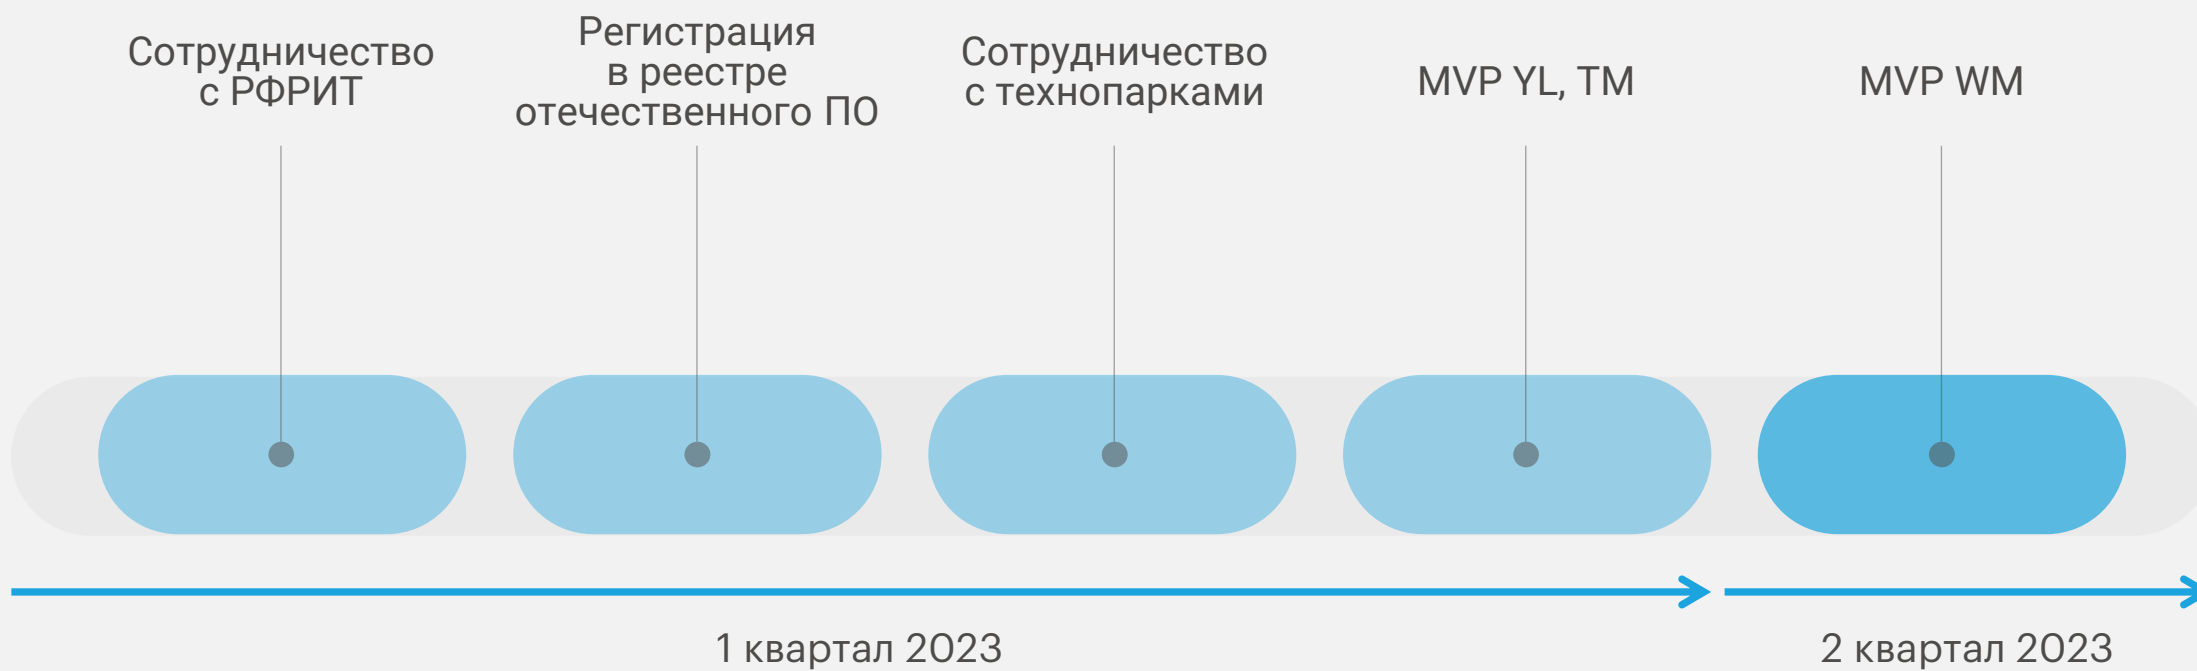 Сотрудничество
с РФРИТ
Регистрация
в реестре
отечественного ПО
Сотрудничество
с технопарками
MVP YL, TM
MVP WM
1 квартал 2023
2 квартал 2023